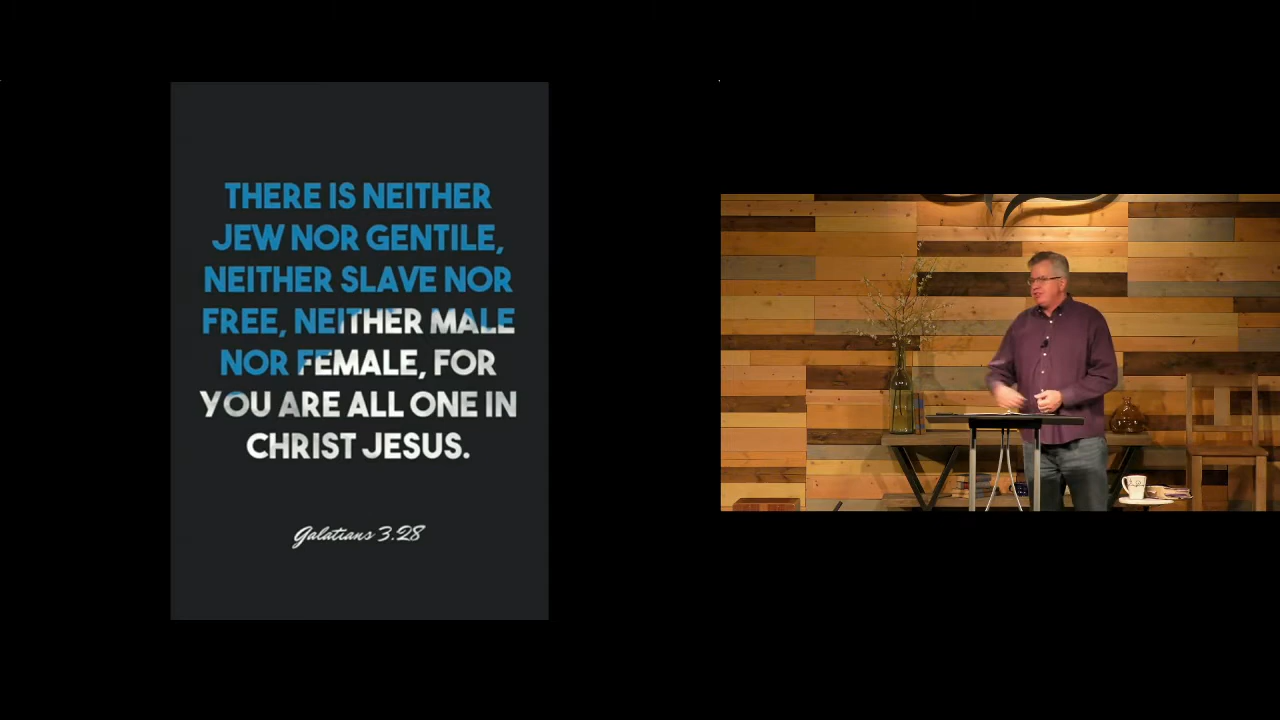 THERE IS NEITHER
JEW NOR GENTILE,
NEITHER SLAVE NOR
FREE, NEITHER MALE
NOR FEMALE, FOR
YOU ARE ALL ONE IN
CHRIST JESUS.
Galatians 3:28